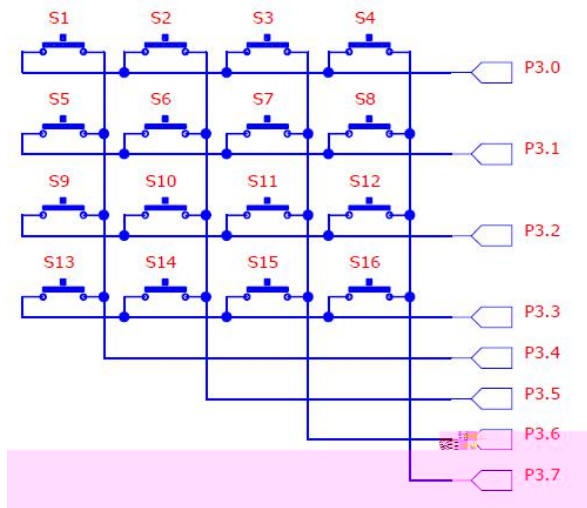 S1 S2 S3 S4
P3.0
S5 S6 S7 S8
P3.1
S9 S10 S11 S12
P3.2
S13 S14 S15 S16
P3.3
P3.4
P3.5
P3.6
P3.7